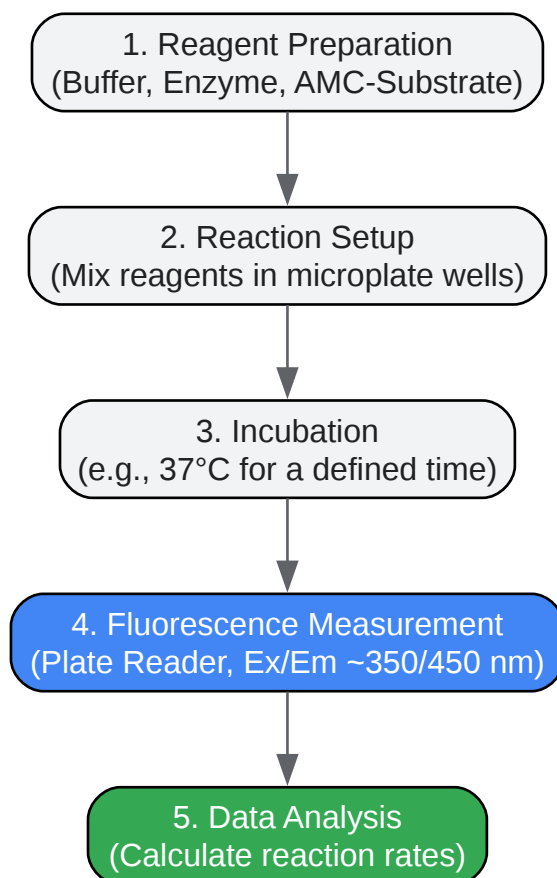 1. Reagent Preparation
(Buffer, Enzyme, AMC-Substrate)
2. Reaction Setup
(Mix reagents in microplate wells)
3. Incubation
(e.g., 37°C for a defined time)
4. Fluorescence Measurement
(Plate Reader, Ex/Em ~350/450 nm)
5. Data Analysis
(Calculate reaction rates)